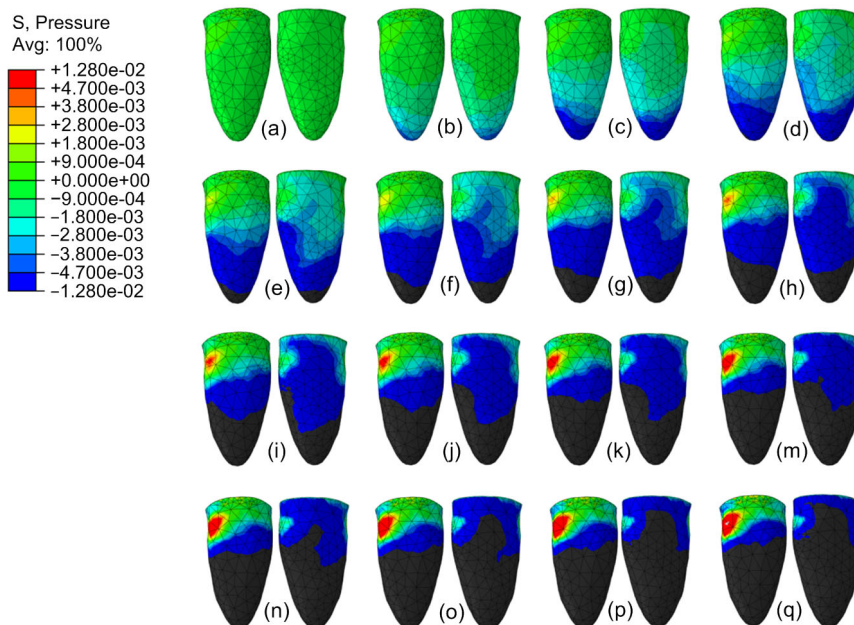 S, Pressure
Avg: 100%
+1.280e-02
+4.700e-03
+3.800e-03
+2.800e-03
+1.800e-03
+9.000e-04
+0.000e+00
−9.000e-04
−1.800e-03
−2.800e-03
−3.800e-03
−4.700e-03
−1.280e-02
(a)
(b)
(c)
(d)
(e)
(f)
(g)
(h)
(i)
(j)
(k)
(m)
(n)
(o)
(p)
(q)